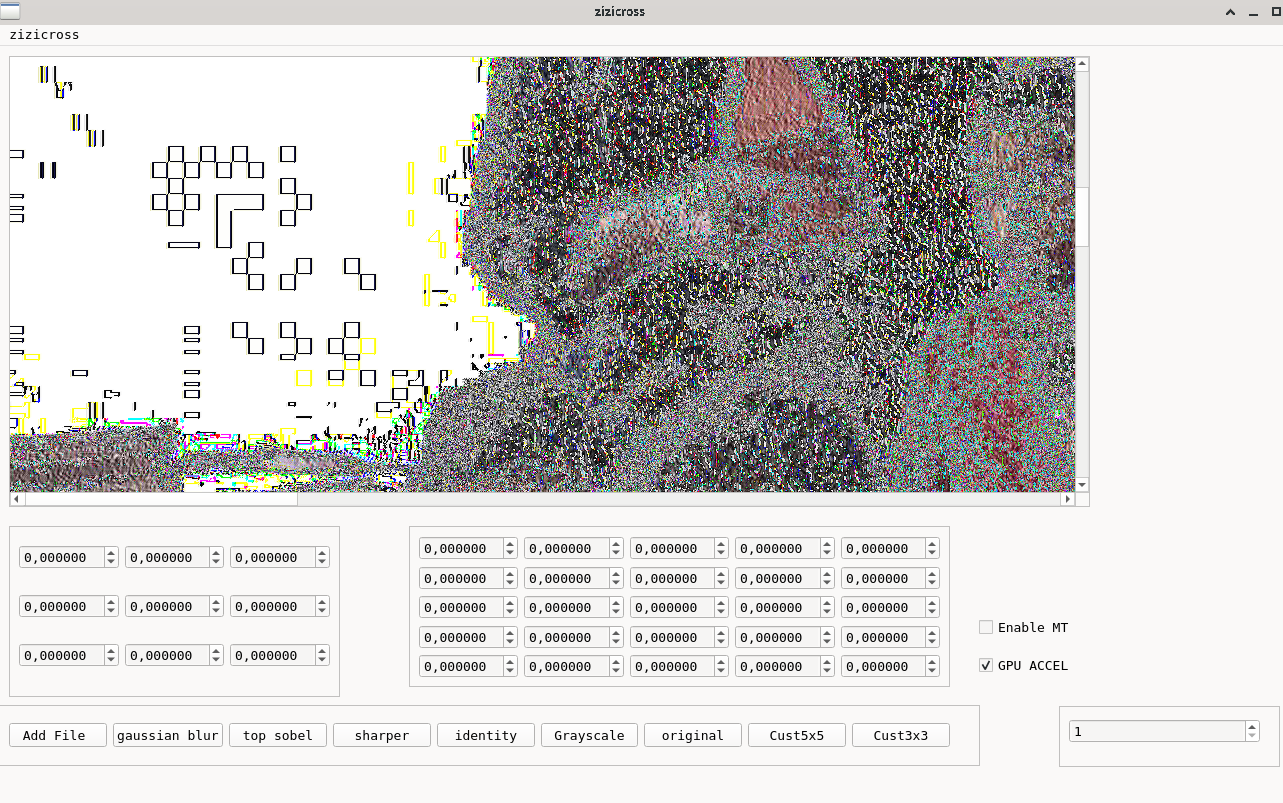 zizicross
zizicross
0,000000 0,000000 0,000000 0,000000 0,000000 0,000000 0,000000 0,000000
0,000000 0,000000 0,000000 0,000000 0,000000 0,000000 0,000000 0,000000
0,000000 0,000000 0,000000 0,000000 0,000000 0,000000 0,000000 0,000000
0,000000 0,000000 0,000000 0,000000 0,000000
0,000000 0,000000 0,000000 0,000000 0,000000
Enable MT
GPU ACCEL
Add File gaussian blur top sobel sharper identity Grayscale original Cust5x5 Cust3x3
1